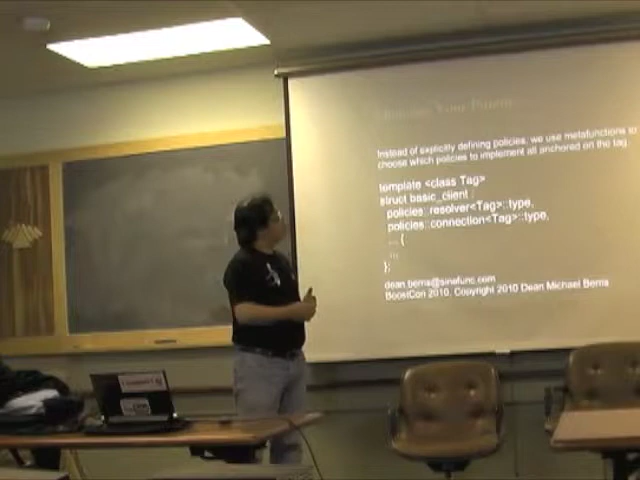 Instead of explicitly defining policies, we use metafunctions to
choose which policies to implement all anchored on the tag.
template <class Tag>
struct basic_client :
policies::resolver<Tag>::type,
policies::connection<Tag>::type,
... {
...
};
dean.berris@sinafunc.com
BoostCon 2010, Copyright 2010 Dean Michael Berris